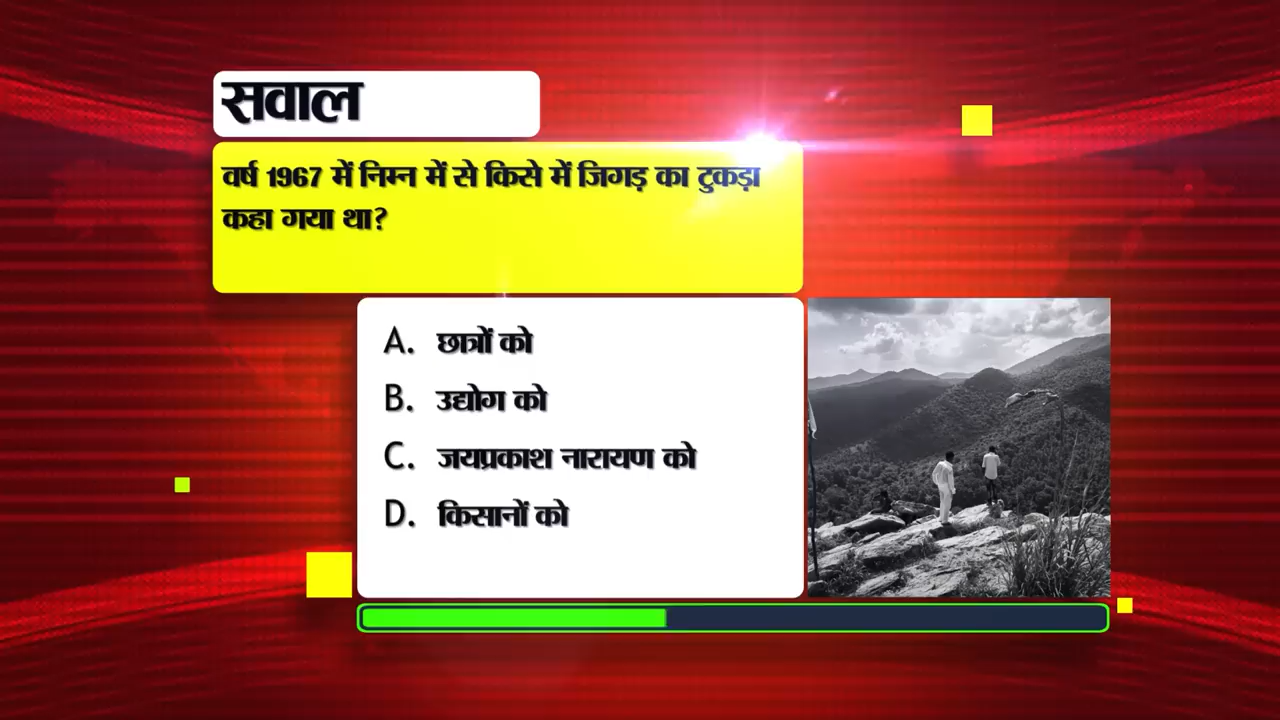 सवाल
वर्ष 1967 में निम्न में से किसे में जिगड़ का टुकड़ा
कहा गया था?
A. छात्रों को
B. उद्योग को
C. जयप्रकाश नारायण को
D. किसानों को